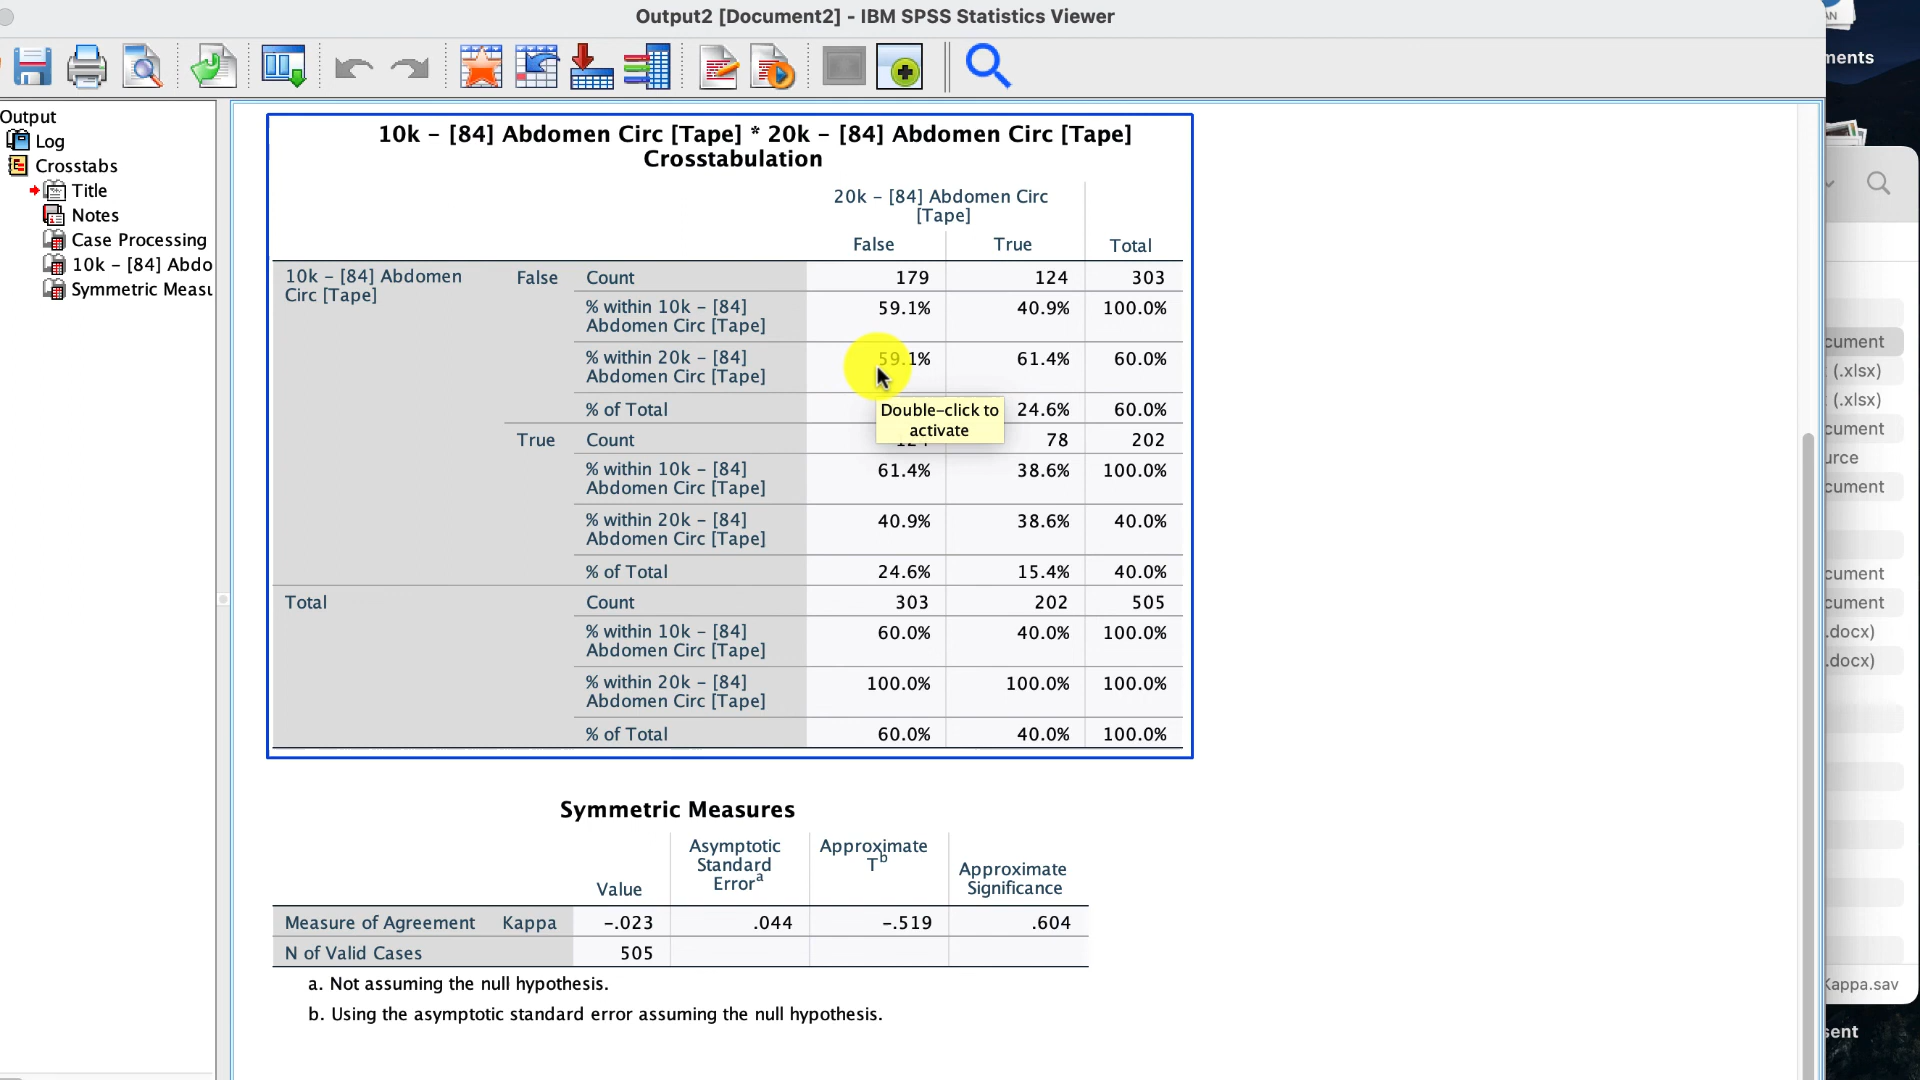 Output2 [Document2] - IBM SPSS Statistics Viewer
ments
Output
Log
Crosstabs
Title
Notes
Case Processing
10k - [84] Abdo
Symmetric Measu
10k - [84] Abdomen Circ [Tape] * 20k - [84] Abdomen Circ [Tape]
Crosstabulation
20k - [84] Abdomen Circ
[Tape]
False True Total
10k - [84] Abdomen
Circ [Tape]
False Count 179 124 303
% within 10k - [84]
Abdomen Circ [Tape]
59.1% 40.9% 100.0%
% within 20k - [84]
Abdomen Circ [Tape]
59.1% 61.4% 60.0%
% of Total 24.6% 60.0%
Double-click to
activate
True Count 78 202
% within 10k - [84]
Abdomen Circ [Tape]
61.4% 38.6% 100.0%
% within 20k - [84]
Abdomen Circ [Tape]
40.9% 38.6% 40.0%
% of Total 24.6% 15.4% 40.0%
Total Count 303 202 505
% within 10k - [84]
Abdomen Circ [Tape]
60.0% 40.0% 100.0%
% within 20k - [84]
Abdomen Circ [Tape]
100.0% 100.0% 100.0%
% of Total 60.0% 40.0% 100.0%
Symmetric Measures
Value
Asymptotic
Standard
Error^a
Approximate
T^b
Approximate
Significance
Measure of Agreement Kappa -.023 .044 -.519 .604
N of Valid Cases 505
a. Not assuming the null hypothesis.
b. Using the asymptotic standard error assuming the null hypothesis.
cument
(.xlsx)
(.xlsx)
cument
urce
cument
cument
cument
.docx)
.docx)
Kappa.sav
sent